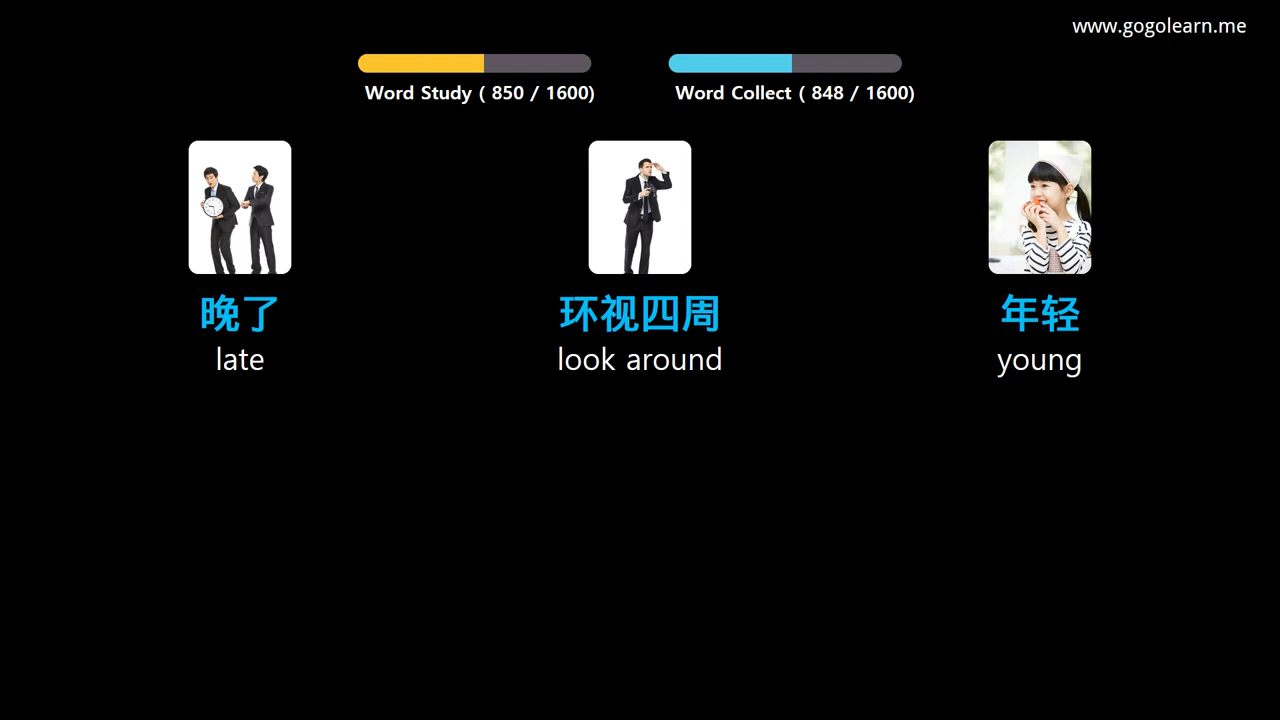 www.gogolearn.me
Word Study ( 850 / 1600)
Word Collect ( 848 / 1600)
晚了
环视四周
年轻
late
look around
young